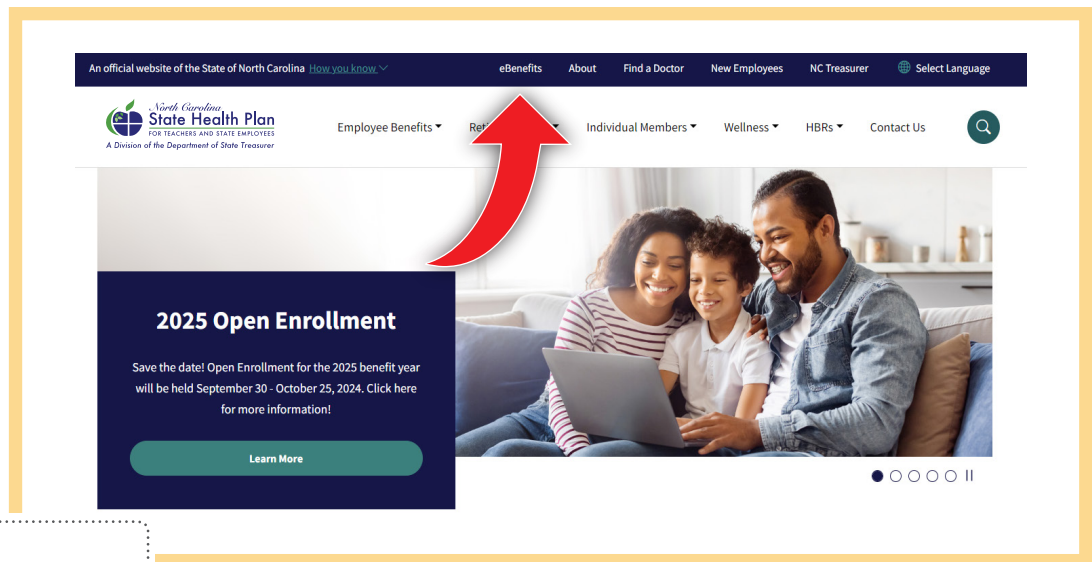 An official website of the State of North Carolina How you know
eBenefits About Find a Doctor New Employees NC Treasurer Select Language
North Carolina
State Health Plan
FOR TEACHERS AND STATE EMPLOYEES
A Division of the Department of State Treasurer
Employee Benefits Individual Members Wellness HBRs Contact Us
2025 Open Enrollment
Save the date! Open Enrollment for the 2025 benefit year
will be held September 30 - October 25, 2024. Click here
for more information!
Learn More